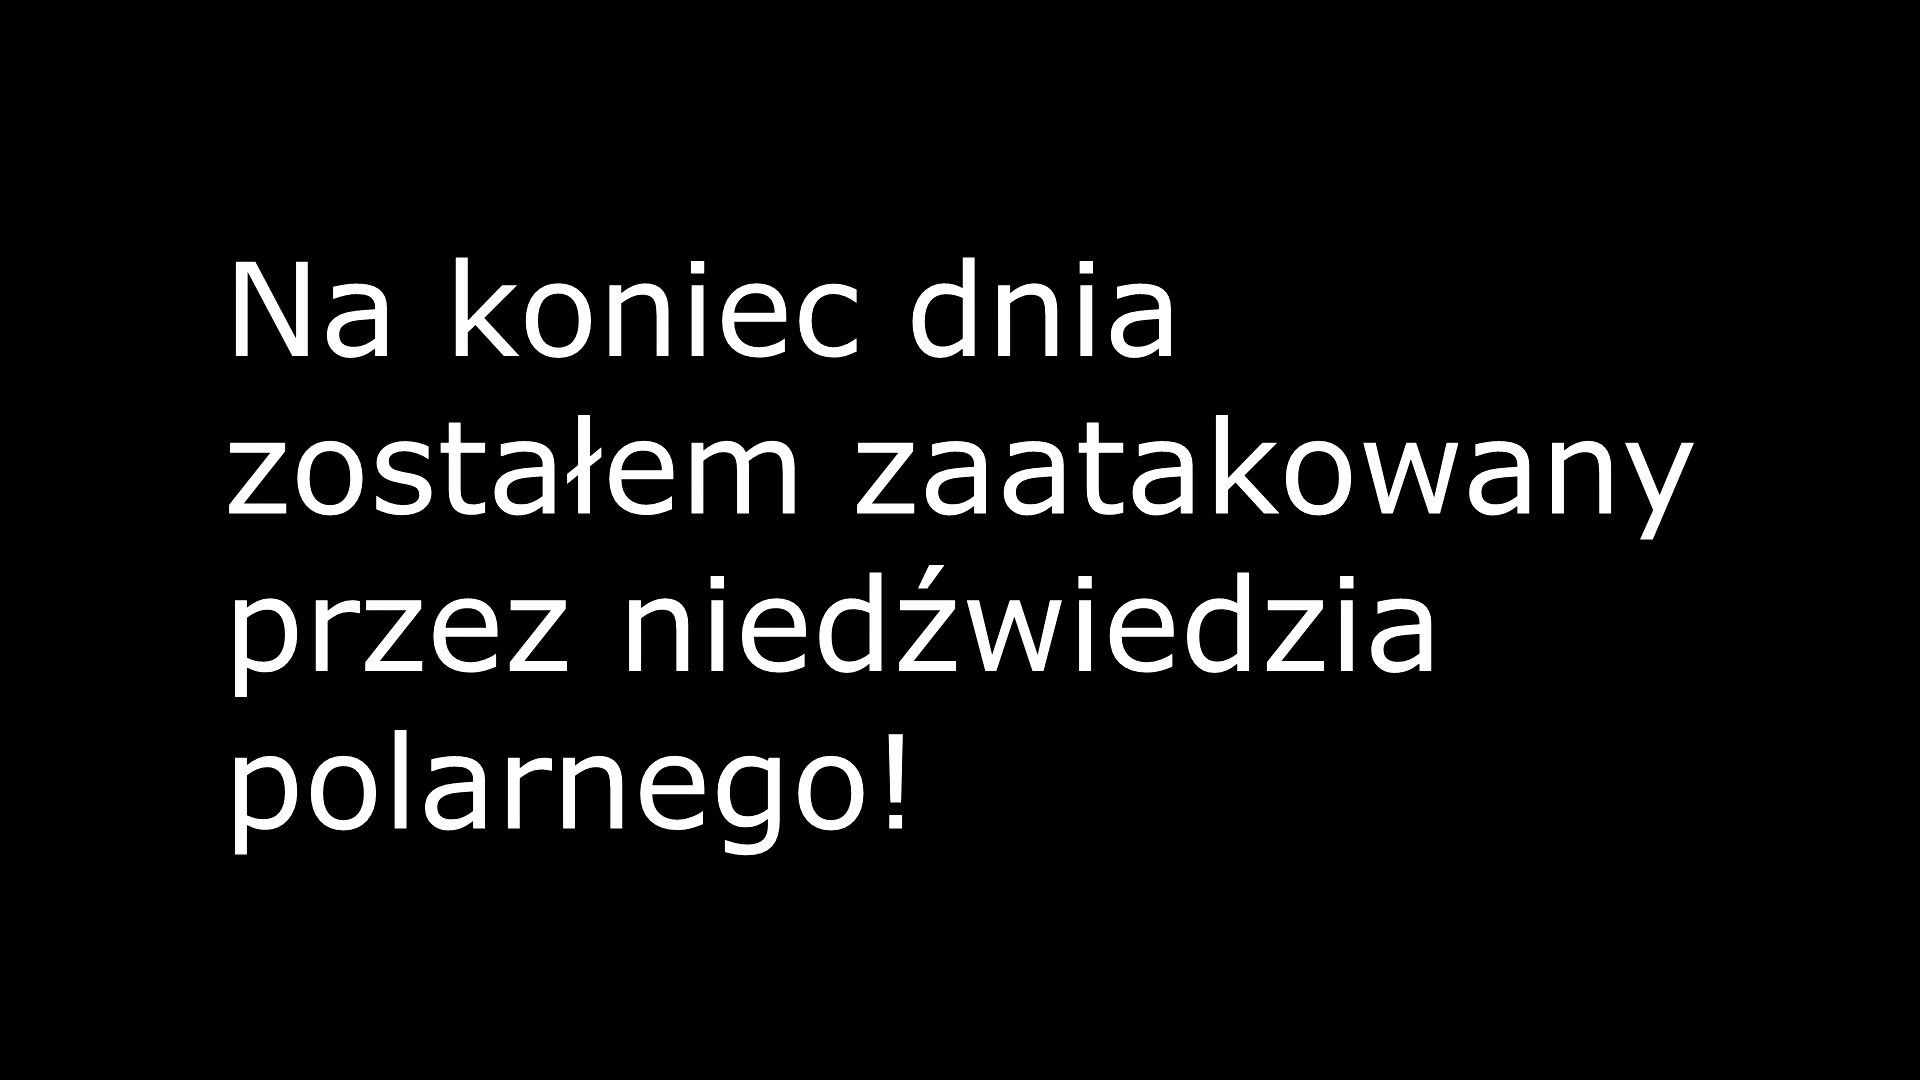 Na koniec dnia
zostałem zaatakowany
przez niedźwiedzia
polarnego!